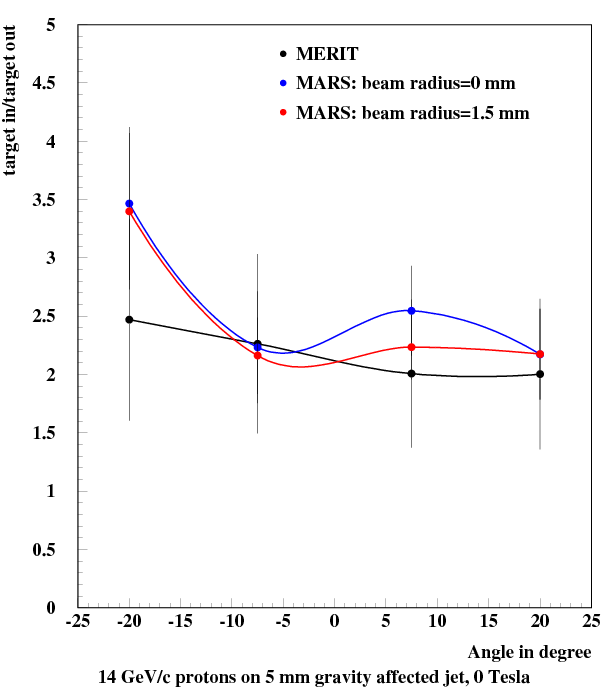 target in/target out
5
4.5
4
3.5
3
2.5
2
1.5
1
0.5
0
MERIT
MARS: beam radius=0 mm
MARS: beam radius=1.5 mm
-25 -20 -15 -10 -5 0 5 10 15 20 25
Angle in degree
14 GeV/c protons on 5 mm gravity affected jet, 0 Tesla